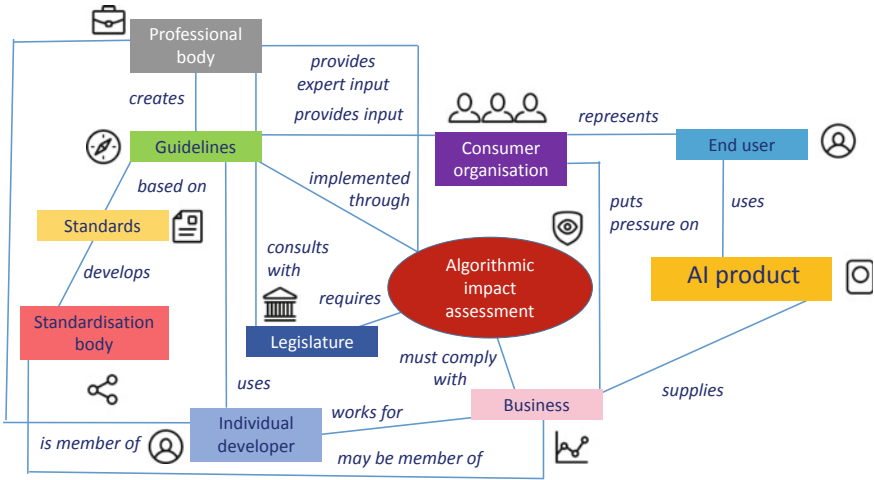 Professional
body
provides
expert input
creates
provides input
represents
Guidelines
Consumer
organisation
End user
based on
implemented
through
puts
pressure on
uses
Standards
consults
with
develops
Algorithmic
impact
assessment
AI product
requires
Standardisation
body
Legislature
must comply
with
uses
supplies
Business
works for
Individual
developer
is member of
may be member of